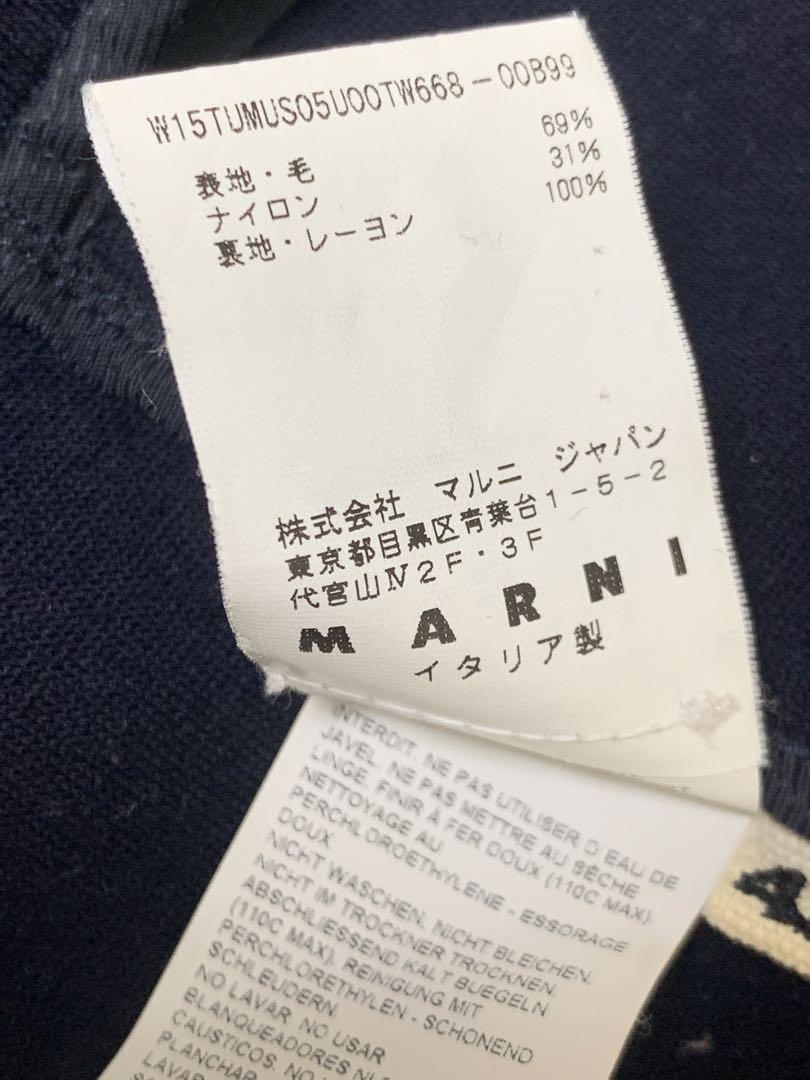 W15TUMUS05U00TW668-00B99
表地・毛 69%
ナイロン 31%
裏地・レーヨン 100%
株式会社 マルニ ジャパン
東京都目黒区青葉台1-5-2
代官山Ⅳ2F・3F
MARNI
イタリア製
INTERDIT. NE PAS UTILISER D'EAU DE
JAVEL. NE PAS METTRE AU SÈCHE
LINGE. FINIR À FER DOUX (110C MAX).
NETTOYAGE AU
PERCHLOROETHYLENE - ESSORAGE
DOUX
NICHT WASCHEN. NICHT BLEICHEN.
NICHT IM TROCKNER TROCKNEN.
ABSCHLIESSEND KALT BUEGELN
(110C MAX). REINIGUNG MIT
PERCHLORETHYLEN - SCHONEND
SCHLEUDERN.
NO LAVAR. NO USAR
BLANQUEADORES NI
CAUSTICOS. NO
PLANCHAR
LAVAR
4